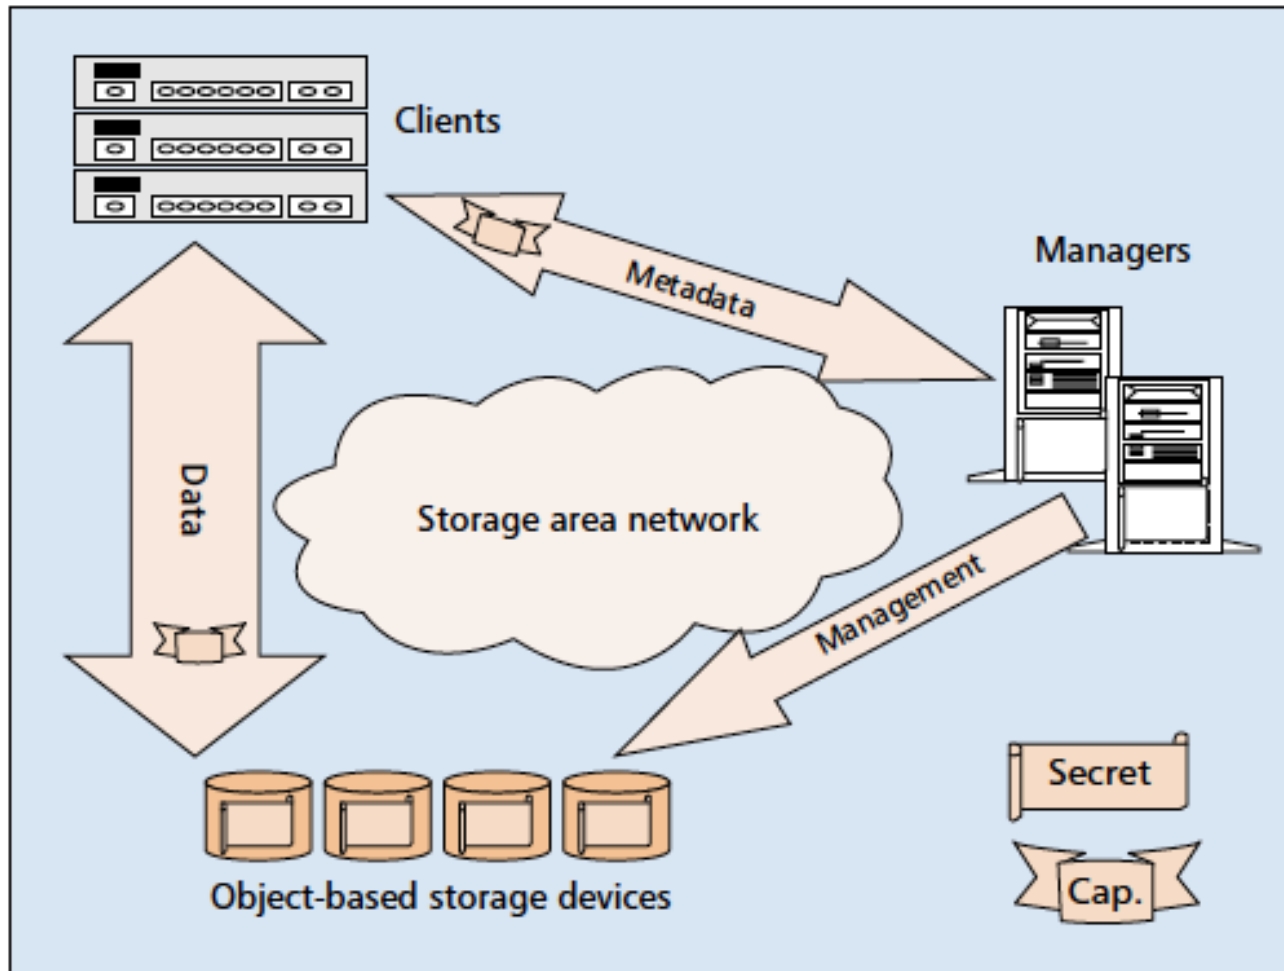 Clients
Metadata
Managers
Data
Storage area network
Management
Secret
Cap.
Object-based storage devices